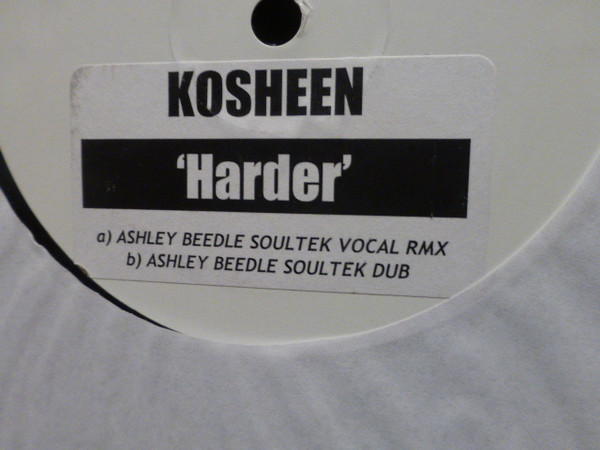 KOSHEEN
‘Harder’
a) ASHLEY BEEDLE SOULTEK VOCAL RMX
b) ASHLEY BEEDLE SOULTEK DUB